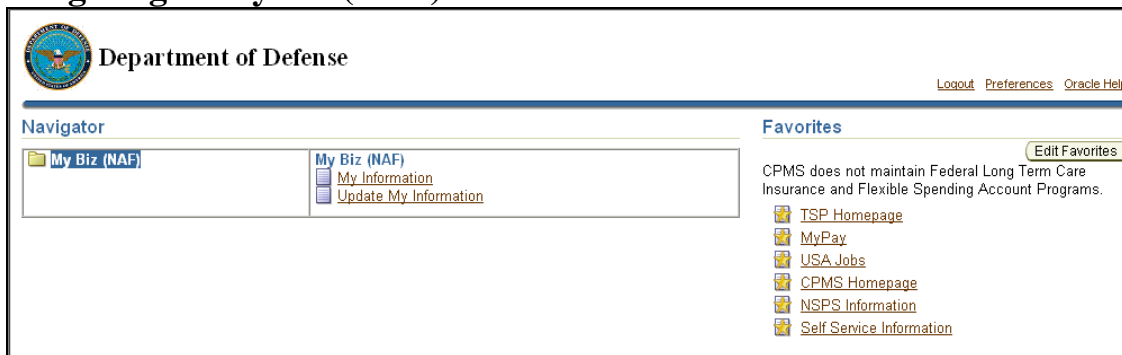 Department of Defense
Logout Preferences Oracle Help
Navigator
My Biz (NAF)
My Biz (NAF)
My Information
Update My Information
Favorites
Edit Favorites
CPMS does not maintain Federal Long Term Care
Insurance and Flexible Spending Account Programs.
TSP Homepage
MyPay
USA Jobs
CPMS Homepage
NSPS Information
Self Service Information